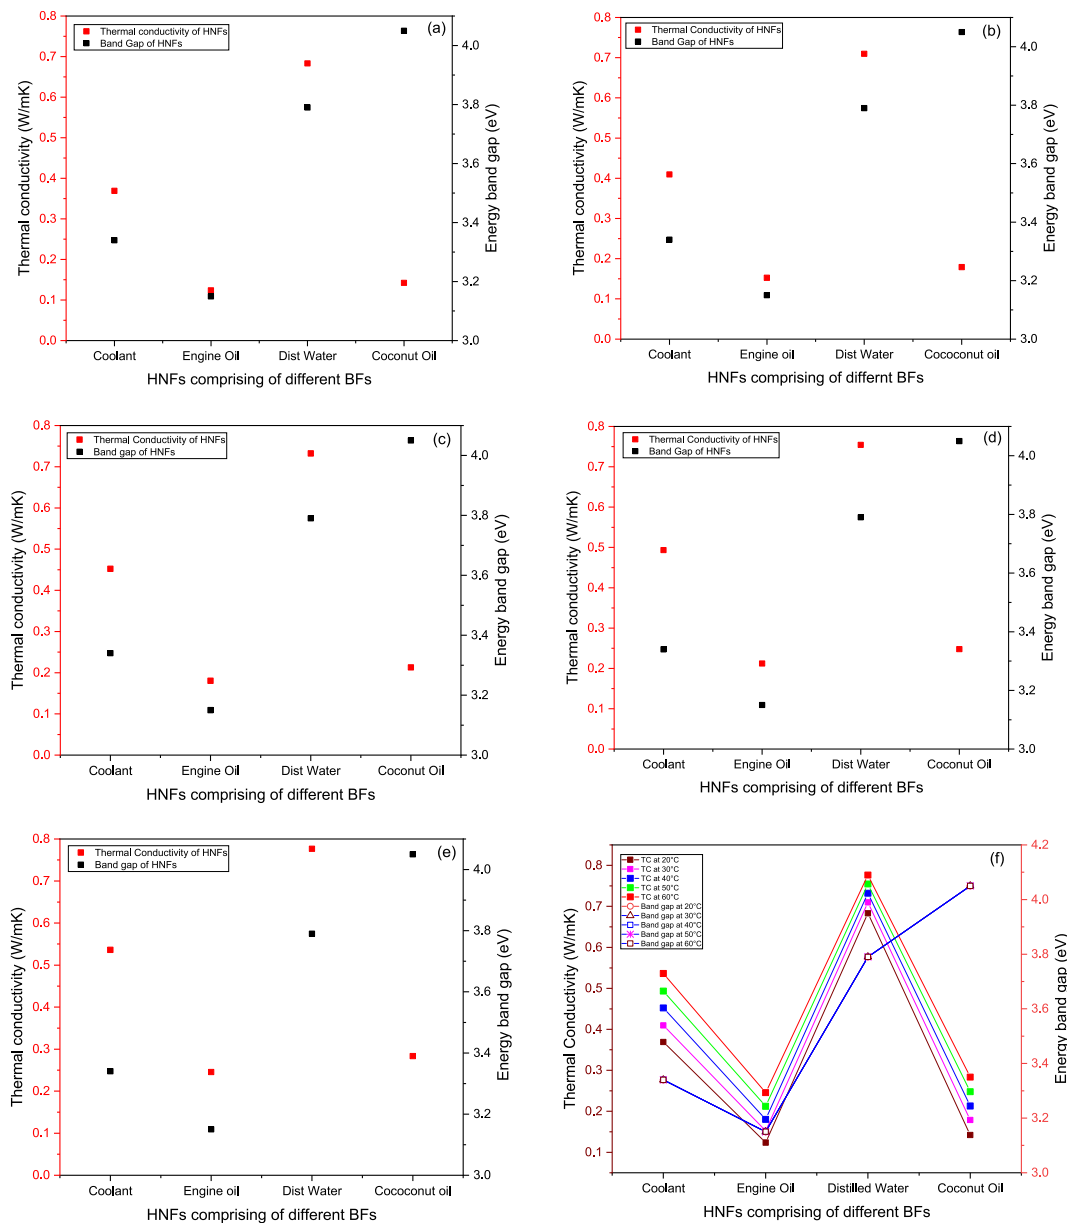 (a)
Thermal conductivity of HNFs
Band Gap of HNFs
Thermal conductivity (W/mK)
0.8
0.7
0.6
0.5
0.4
0.3
0.2
0.1
0.0
4.0
3.8
3.6
3.4
3.2
3.0
Energy band gap (eV)
Coolant Engine Oil Dist Water Coconut Oil
HNFs comprising of different BFs
(b)
Thermal Conductivity of HNFs
Band Gap of HNFs
Thermal conductivity (W/mK)
0.8
0.7
0.6
0.5
0.4
0.3
0.2
0.1
0.0
4.0
3.8
3.6
3.4
3.2
3.0
Energy band gap (eV)
Coolant Engine oil Dist Water Cococonut oil
HNFs comprising of differnt BFs
(c)
Thermal Conductivity of HNFs
Band gap of HNFs
Thermal conductivity (W/mK)
0.8
0.7
0.6
0.5
0.4
0.3
0.2
0.1
0.0
4.0
3.8
3.6
3.4
3.2
3.0
Energy band gap (eV)
Coolant Engine Oil Dist Water Coconut Oil
HNFs comprising of different BFs
(d)
Thermal Conductivity of HNFs
Band Gap of HNFs
Thermal conductivity (W/mK)
0.8
0.7
0.6
0.5
0.4
0.3
0.2
0.1
0.0
4.0
3.8
3.6
3.4
3.2
3.0
Energy band gap (eV)
Coolant Engine Oil Dist Water Coconut Oil
HNFs comprising of different BFs
(e)
Thermal Conductivity of HNFs
Band gap of HNFs
Thermal conductivity (W/mK)
0.8
0.7
0.6
0.5
0.4
0.3
0.2
0.1
0.0
4.0
3.8
3.6
3.4
3.2
3.0
Energy band gap (eV)
Coolant Engine oil Dist Water Cococonut oil
HNFs comprising of different BFs
(f)
TC at 20°C
TC at 30°C
TC at 40°C
TC at 50°C
TC at 60°C
Band gap at 20°C
Band gap at 30°C
Band gap at 40°C
Band gap at 50°C
Band gap at 60°C
Thermal Conductivity (W/mK)
0.8
0.7
0.6
0.5
0.4
0.3
0.2
0.1
4.2
4.0
3.8
3.6
3.4
3.2
3.0
Energy band gap (eV)
Coolant Engine Oil Distilled Water Coconut Oil
HNFs comprising of different BFs